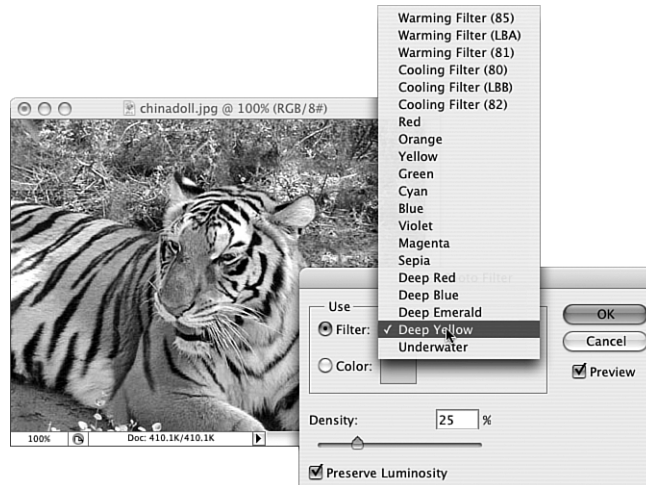 Warming Filter (85)
Warming Filter (LBA)
Warming Filter (81)
Cooling Filter (80)
Cooling Filter (LBB)
Cooling Filter (82)
Red
Orange
Yellow
Green
Cyan
Blue
Violet
Magenta
Sepia
Deep Red
Deep Blue
Deep Emerald
✓ Deep Yellow
Underwater
chinadoll.jpg @ 100% (RGB/8#)
100%
Doc: 410.1K/410.1K
Photo Filter
Use
Filter:
Color:
OK
Cancel
Preview
Density:
25 %
Preserve Luminosity